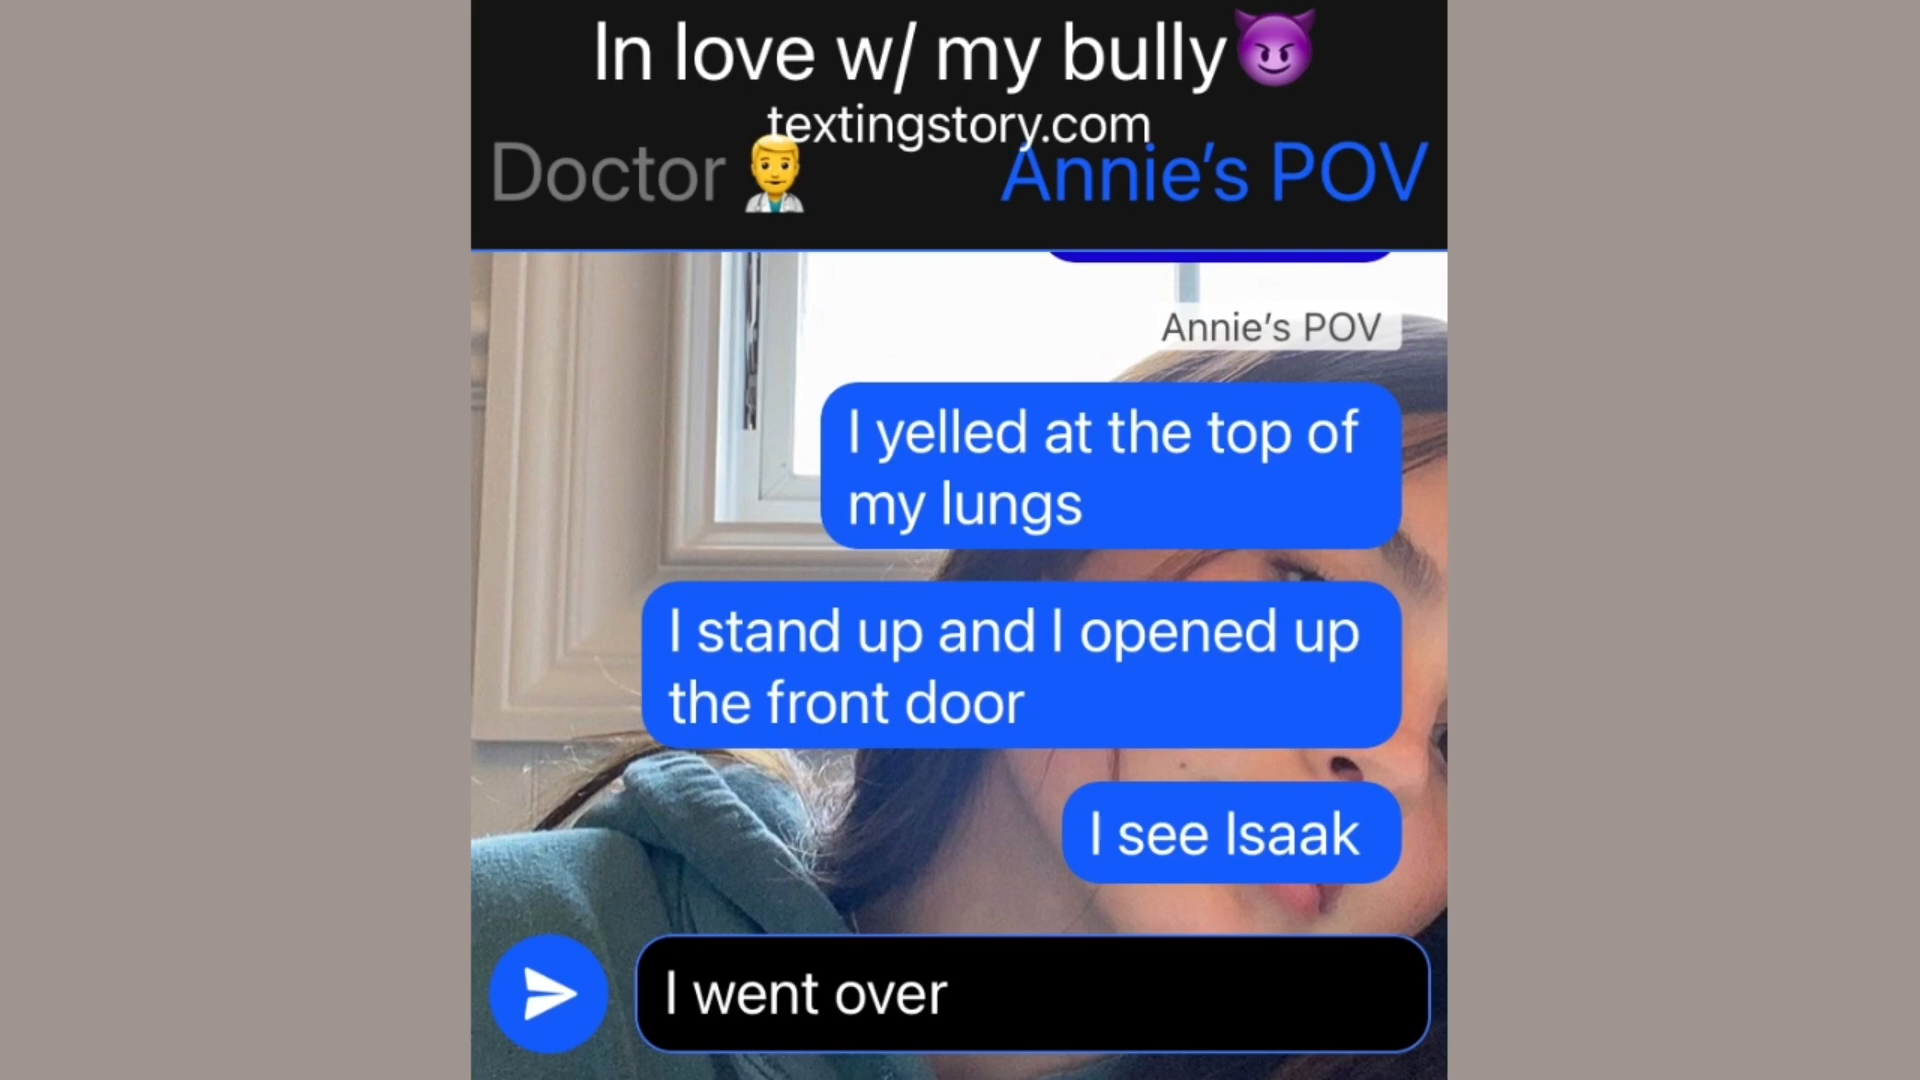 In love w/ my bully😈
textingstory.com
Doctor 👨‍⚕️ Annie’s POV
Annie’s POV
I yelled at the top of
my lungs
I stand up and I opened up
the front door
I see Isaak
I went over